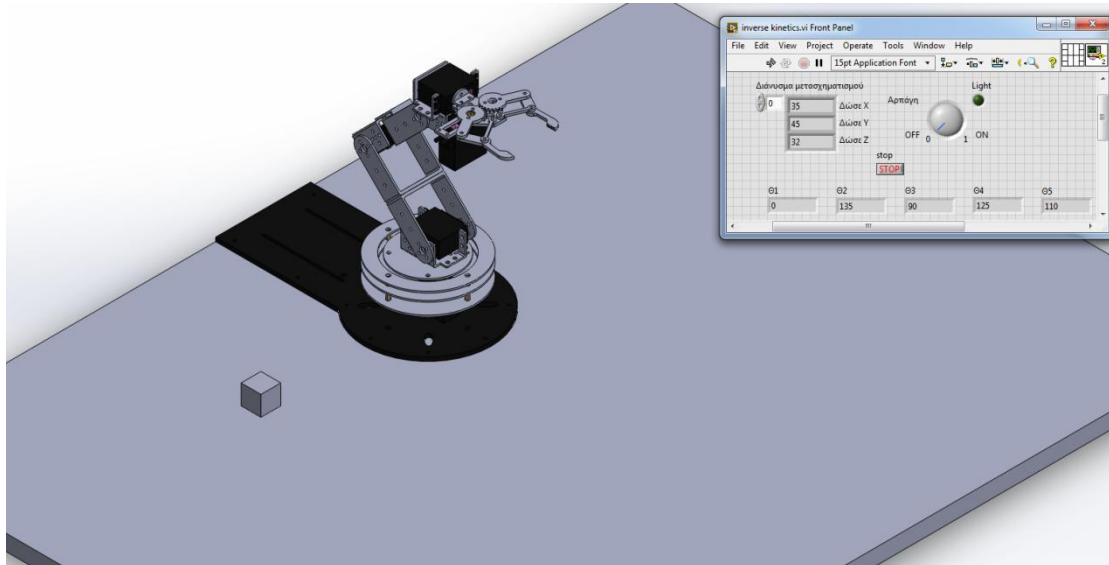 inverse kinetics.vi Front Panel
File Edit View Project Operate Tools Window Help
15pt Application Font
2
Διάνυσμα μετασχηματισμού
0
35 Δώσε X
45 Δώσε Y
32 Δώσε Z
Αρπάγη
Light
OFF 0 1 ON
stop
STOP
Θ1 Θ2 Θ3 Θ4 Θ5
0 135 90 125 110